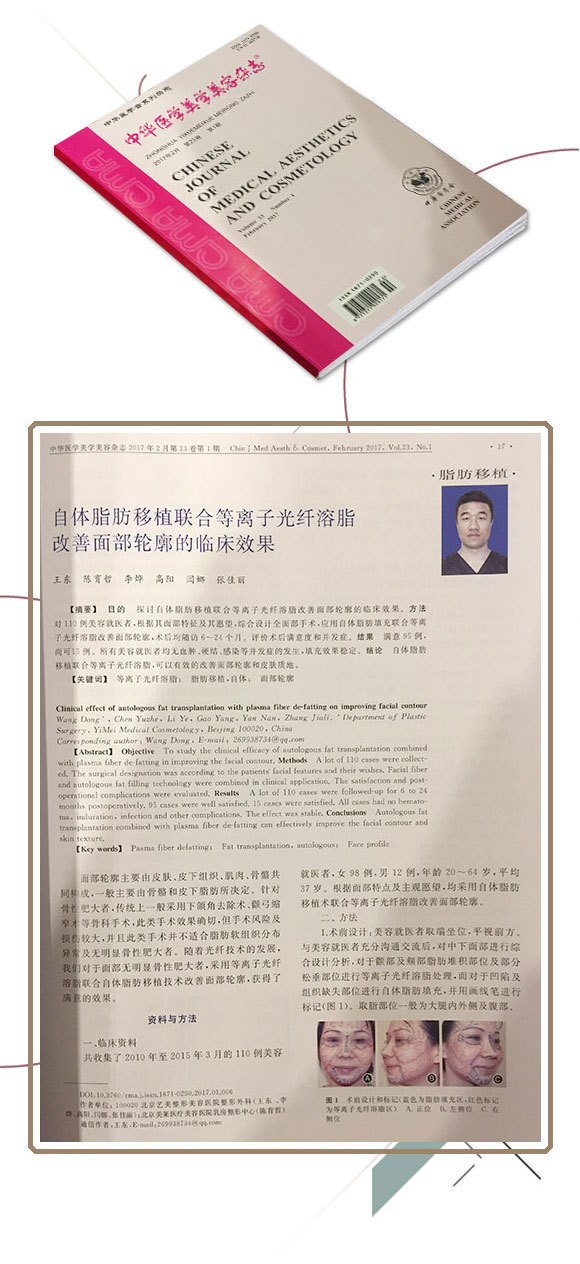 中华医学会系列杂志
中华医学美学美容杂志®
ZHONGHUA YIXUEMEIXUE MEIRONG ZAZHI
2017年2月 第23卷 第1期
CHINESE
JOURNAL
OF
MEDICAL AESTHETICS
AND COSMETOLOGY
Volume 23 Number 1
February 2017
中华医学会
CHINESE
MEDICAL
ASSOCIATION
CMA CMA CMA
ISSN 1671-0290
中华医学美学美容杂志 2017 年 2 月第 23 卷第 1 期 Chin J Med Aesth & Cosmet, February 2017, Vol.23, No.1 · 17 ·
·脂肪移植·
自体脂肪移植联合等离子光纤溶脂
改善面部轮廓的临床效果
王东 陈育哲 李烨 高阳 闫娜 张佳丽
【摘要】 目的 探讨自体脂肪移植联合等离子光纤溶脂改善面部轮廓的临床效果。方法
对 110 例美容就医者,根据其面部特征及其愿望,综合设计全面部手术,应用自体脂肪填充联合等离
子光纤溶脂改善面部轮廓,术后均随访 6~24 个月。评价术后满意度和并发症。结果 满意 95 例,
尚可 15 例。所有美容就医者均无血肿、硬结、感染等并发症的发生,填充效果稳定。结论 自体脂肪
移植联合等离子光纤溶脂,可以有效的改善面部轮廓和皮肤质地。
【关键词】 等离子光纤溶脂; 脂肪移植,自体; 面部轮廓
Clinical effect of autologous fat transplantation with plasma fiber de-fatting on improving facial contour
Wang Dong*, Chen Yuzhe, Li Ye, Gao Yang, Yan Nan, Zhang Jiali. *Department of Plastic
Surgery, YiMei Medical Cosmetology, Beijing 100020, China
Corresponding author: Wang Dong, E-mail: 269938734@qq.com
【Abstract】 Objective To study the clinical efficacy of autologous fat transplantation combined
with plasma fiber de-fatting in improving the facial contour. Methods A lot of 110 cases were collect-
ed. The surgical designation was according to the patients' facial features and their wishes. Facial fiber
and autologous fat filling technology were combined in clinical application. The satisfaction and post-
operational complications were evaluated. Results A lot of 110 cases were followed-up for 6 to 24
months postoperatively. 95 cases were well satisfied, 15 cases were satisfied. All cases had no hemato-
ma, induration, infection and other complications. The effect was stable. Conclusions Autologous fat
transplantation combined with plasma fiber de-fatting can effectively improve the facial contour and
skin texture.
【Key words】 Pasma fiber defatting; Fat transplantation, autologous; Face profile
面部轮廓主要由皮肤、皮下组织、肌肉、骨骼共
同构成,一般主要由骨骼和皮下脂肪所决定。针对
骨性肥大者,传统上一般采用下颌角去除术、颧弓缩
窄术等骨科手术,此类手术效果确切,但手术风险及
损伤较大,并且此类手术并不适合脂肪软组织分布
异常及无明显骨性肥大者。随着光纤技术的发展,
我们对于面部无明显骨性肥大者,采用等离子光纤
溶脂联合自体脂肪移植技术改善面部轮廓,获得了
满意的效果。
资料与方法
一、临床资料
共收集了 2010 年至 2015 年 3 月的 110 例美容
DOI:10.3760/cma.j.issn.1671-0290.2017.01.006
作者单位:100020 北京艺美整形美容医院整形外科(王东、李
烨、高阳、闫娜、张佳丽);北京美莱医疗美容医院乳房整形中心(陈育哲)
通信作者:王东,E-mail:269938734@qq.com
就医者,女 98 例,男 12 例,年龄 20~64 岁,平均
37 岁。根据面部特点及主观愿望,均采用自体脂肪
移植术联合等离子光纤溶脂改善面部轮廓。
二、方法
1.术前设计:美容就医者取端坐位,平视前方。
与美容就医者充分沟通交流后,对中下面部进行综
合设计分析,对于颧部及颊部脂肪堆积部位及部分
松垂部位进行等离子光纤溶脂处理,而对于凹陷及
组织缺失部位进行自体脂肪填充,并用画线笔进行
标记(图 1)。取脂部位一般为大腿内外侧及腹部、
A
B
C
图 1 术前设计和标记(蓝色为脂肪填充区,红色标记
为等离子光纤溶脂区) A. 正位 B. 左侧位 C. 右
侧位